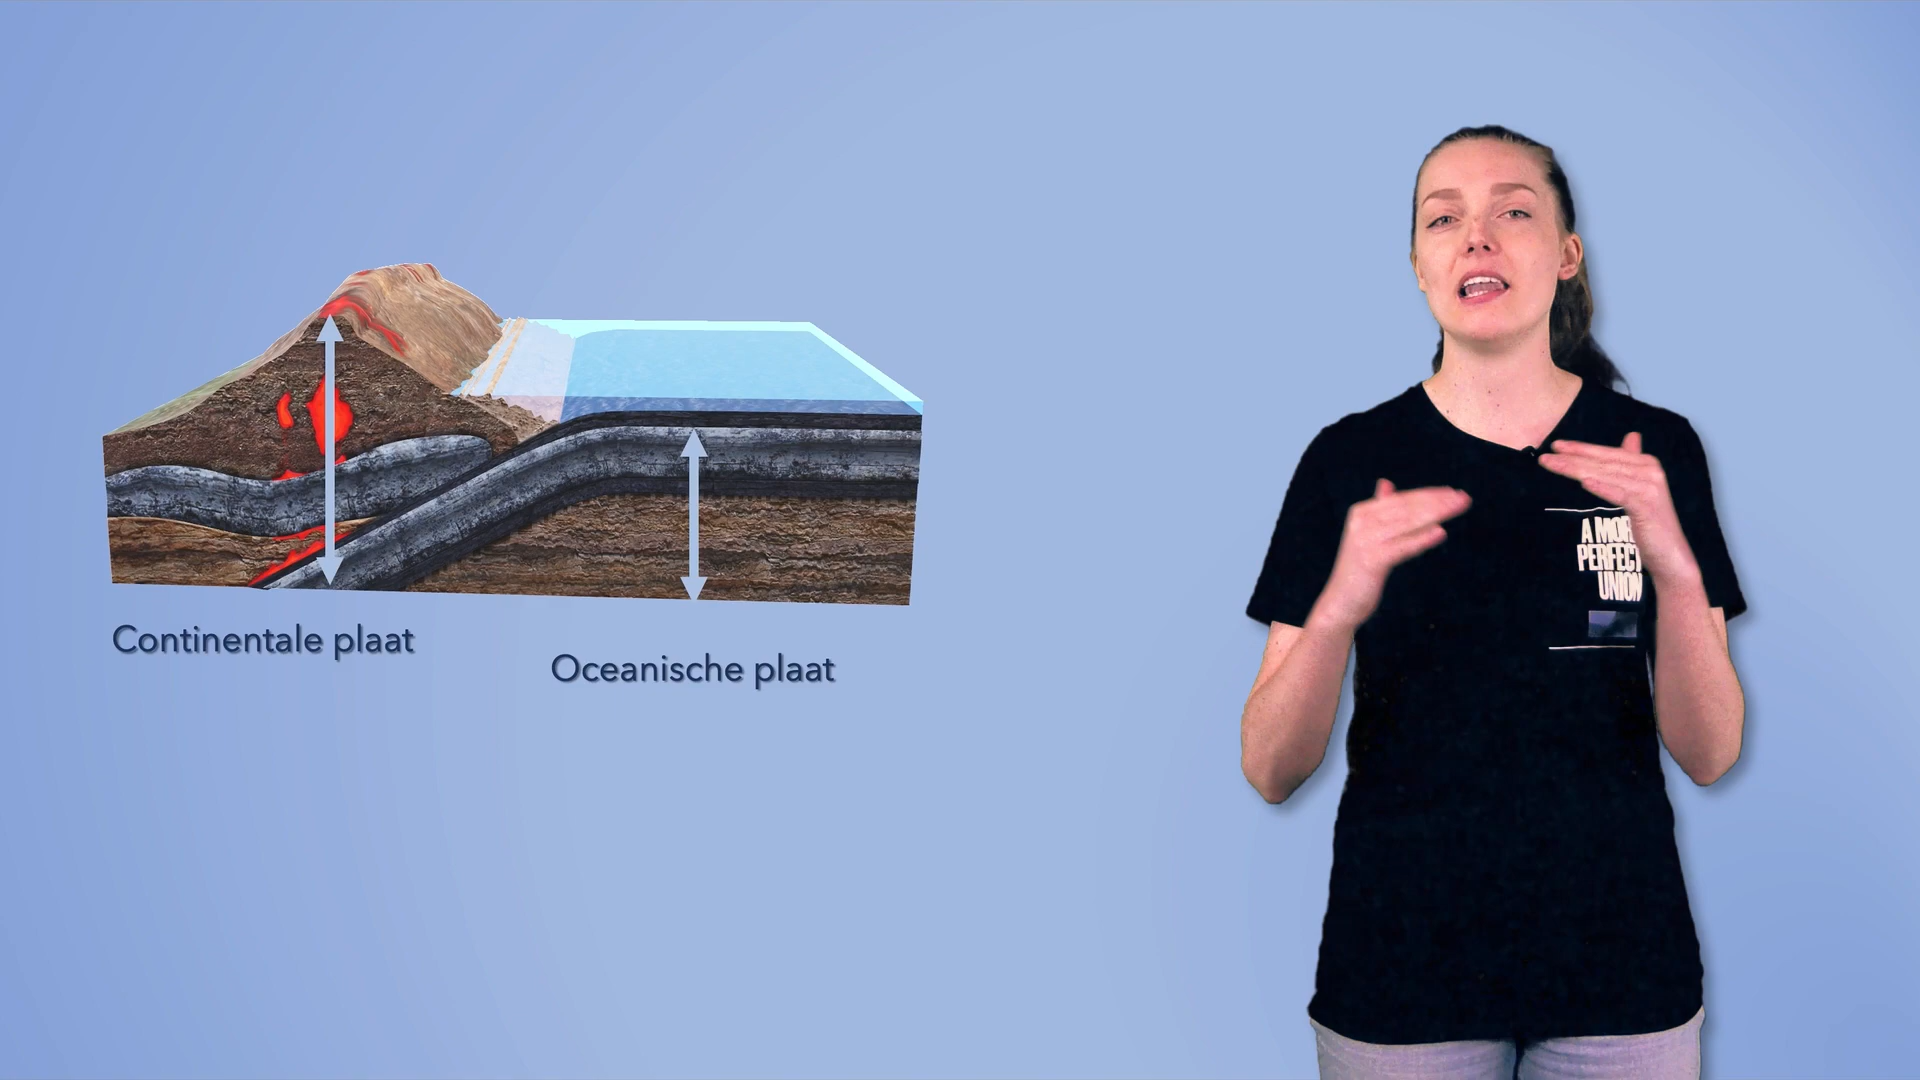 Continentale plaat
Oceanische plaat
A MORE
PERFECT
UNION